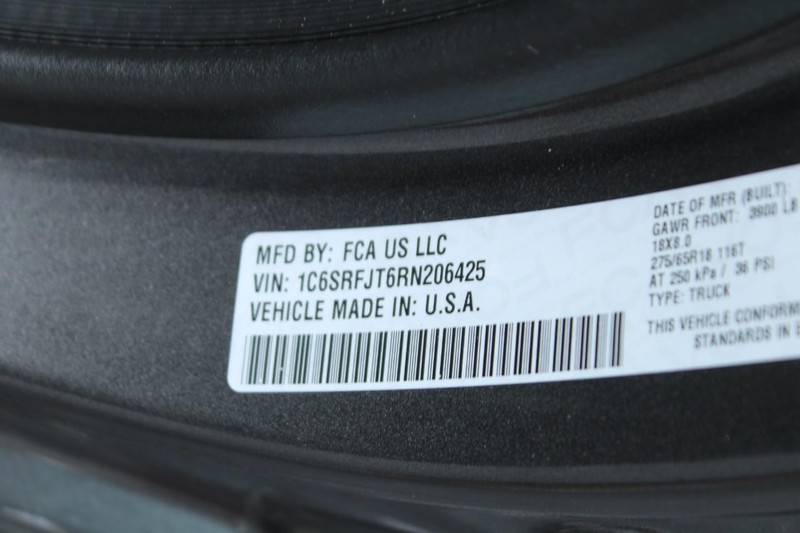 MFD BY: FCA US LLC
VIN: 1C6SRFJT6RN206425
VEHICLE MADE IN: U.S.A.
DATE OF MFR (BUILT):
GAWR FRONT: 3900 LB
18X8.0
275/65R18 116T
AT 250 kPa / 36 PSI
TYPE: TRUCK
THIS VEHICLE CONFORM
STANDARDS IN